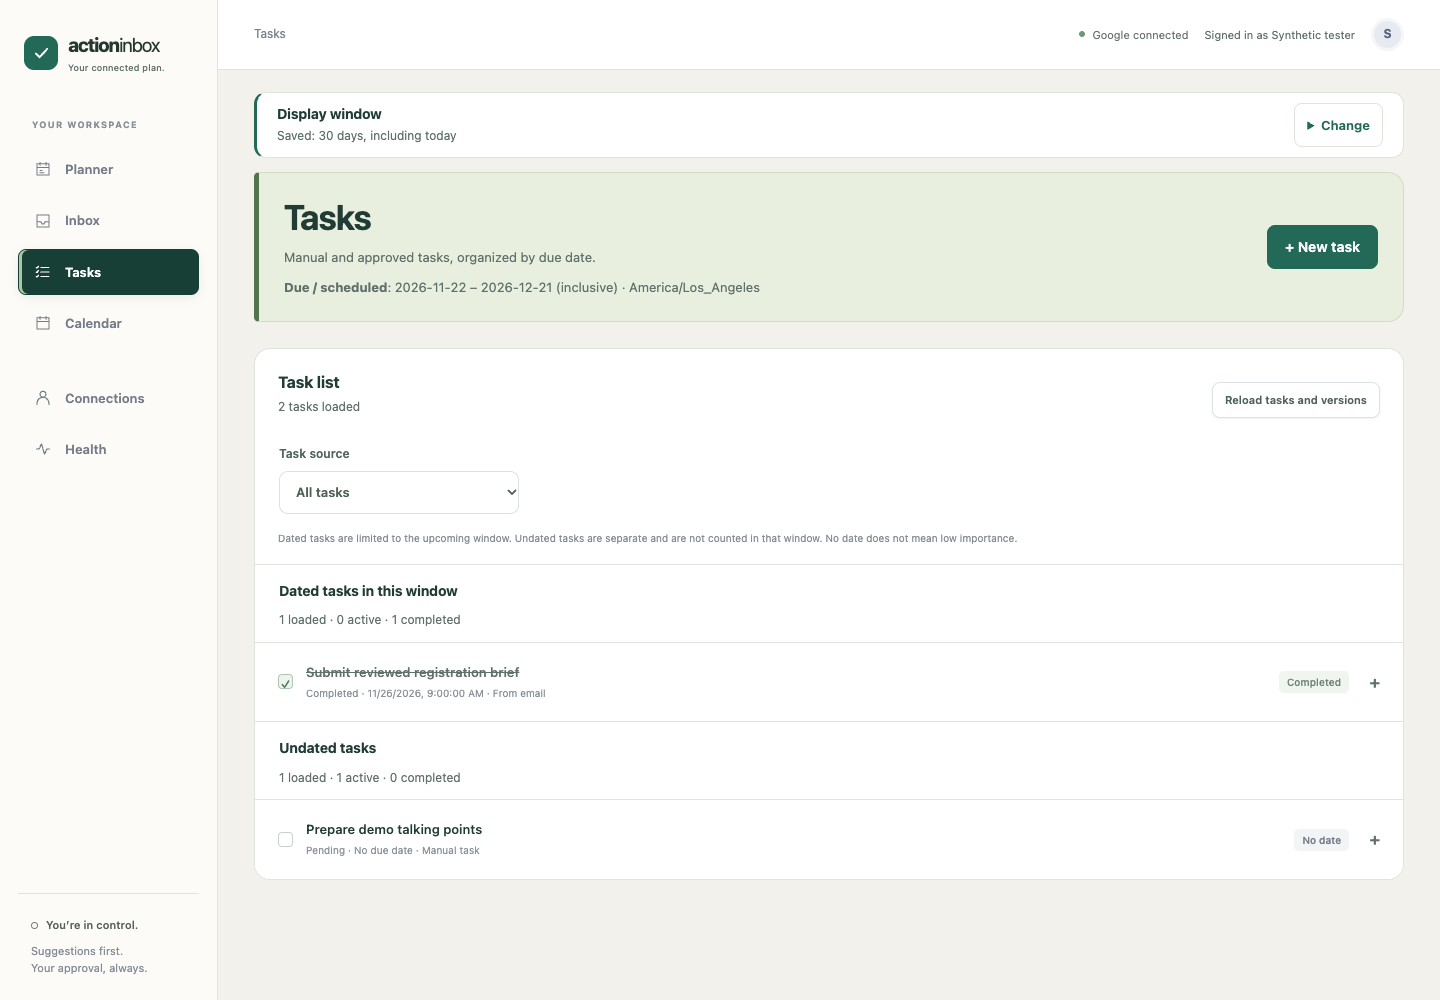 actioninbox
Your connected plan.
YOUR WORKSPACE
Planner
Inbox
Tasks
Calendar
Connections
Health
You're in control.
Suggestions first.
Your approval, always.
Tasks
Google connected
Signed in as Synthetic tester
S
Display window
Saved: 30 days, including today
Change
Tasks
Manual and approved tasks, organized by due date.
Due / scheduled: 2026-11-22 – 2026-12-21 (inclusive) · America/Los_Angeles
+ New task
Task list
2 tasks loaded
Reload tasks and versions
Task source
All tasks
Dated tasks are limited to the upcoming window. Undated tasks are separate and are not counted in that window. No date does not mean low importance.
Dated tasks in this window
1 loaded · 0 active · 1 completed
Submit reviewed registration brief
Completed · 11/26/2026, 9:00:00 AM · From email
Completed
+
Undated tasks
1 loaded · 1 active · 0 completed
Prepare demo talking points
Pending · No due date · Manual task
No date
+